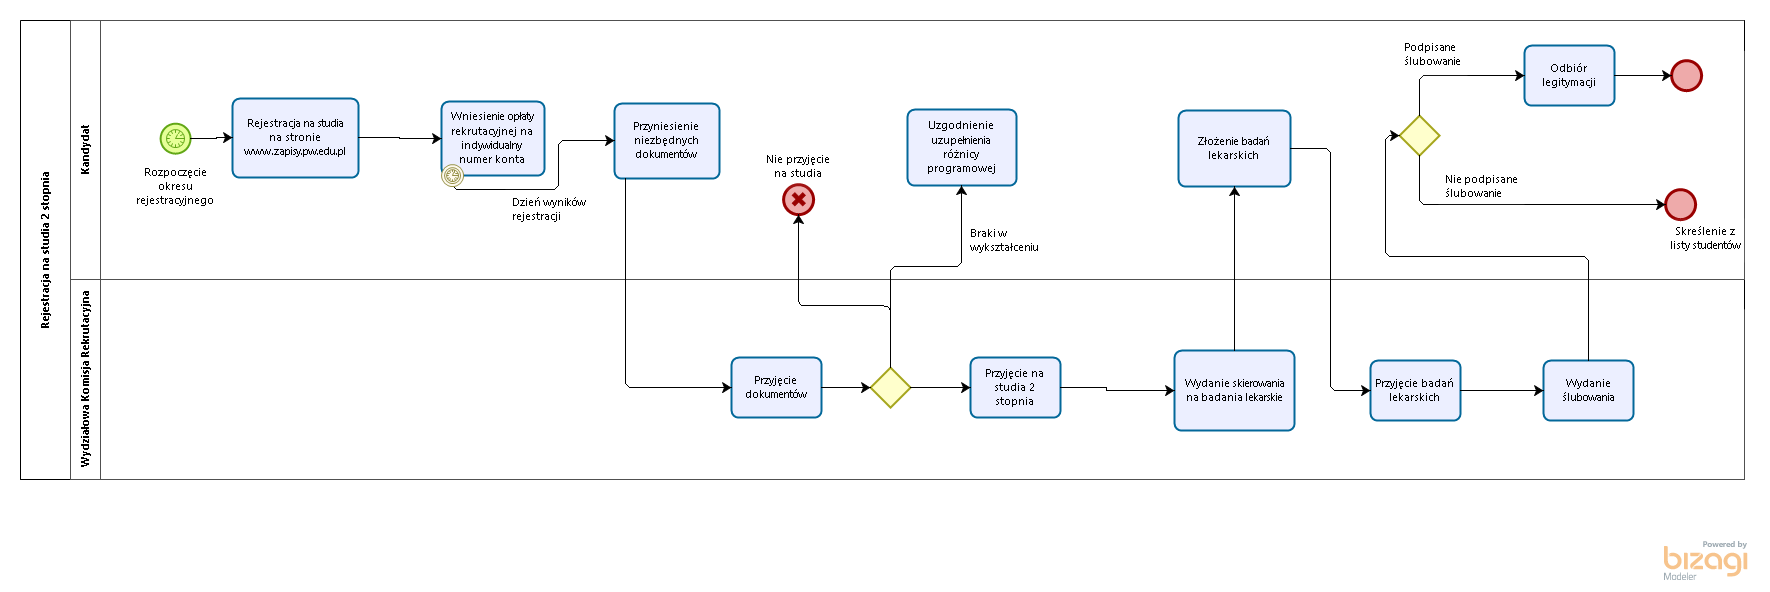 Rejestracja na studia 2 stopnia
Kandydat
Rozpoczęcie
okresu
rejestracyjnego
Rejestracja na studia
na stronie
www.zapisy.pw.edu.pl
Wniesienie opłaty
rekrutacyjnej na
indywidualny
numer konta
Dzień wyników
rejestracji
Przyniesienie
niezbędnych
dokumentów
Nie przyjęcie
na studia
Uzgodnienie
uzupełnienia
różnicy
programowej
Braki w
wykształceniu
Złożenie badań
lekarskich
Podpisane
ślubowanie
Odbiór
legitymacji
Nie podpisane
ślubowanie
Skreślenie z
listy studentów
Wydziałowa Komisja Rekrutacyjna
Przyjęcie
dokumentów
Przyjęcie na
studia 2
stopnia
Wydanie skierowania
na badania lekarskie
Przyjęcie badań
lekarskich
Wydanie
ślubowania
Powered by
bizagi
Modeler